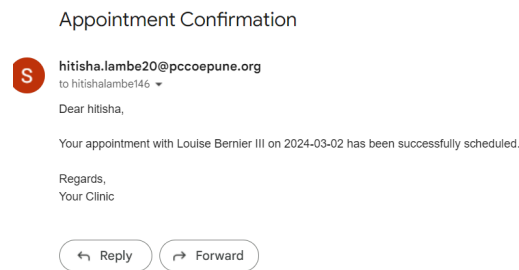 Appointment Confirmation
S
hitisha.lambe20@pccoepune.org
to hitishalambe146
Dear hitisha,
Your appointment with Louise Bernier III on 2024-03-02 has been successfully scheduled.
Regards,
Your Clinic
Reply Forward